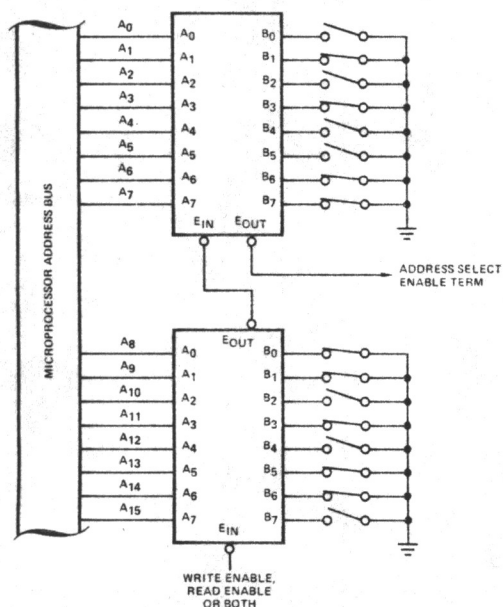 MICROPROCESSOR ADDRESS BUS
A0 A0 B0
A1 A1 B1
A2 A2 B2
A3 A3 B3
A4 A4 B4
A5 A5 B5
A6 A6 B6
A7 A7 B7
EIN EOUT
ADDRESS SELECT
ENABLE TERM
EOUT
A8 A0 B0
A9 A1 B1
A10 A2 B2
A11 A3 B3
A12 A4 B4
A13 A5 B5
A14 A6 B6
A15 A7 B7
EIN
WRITE ENABLE,
READ ENABLE
OR BOTH